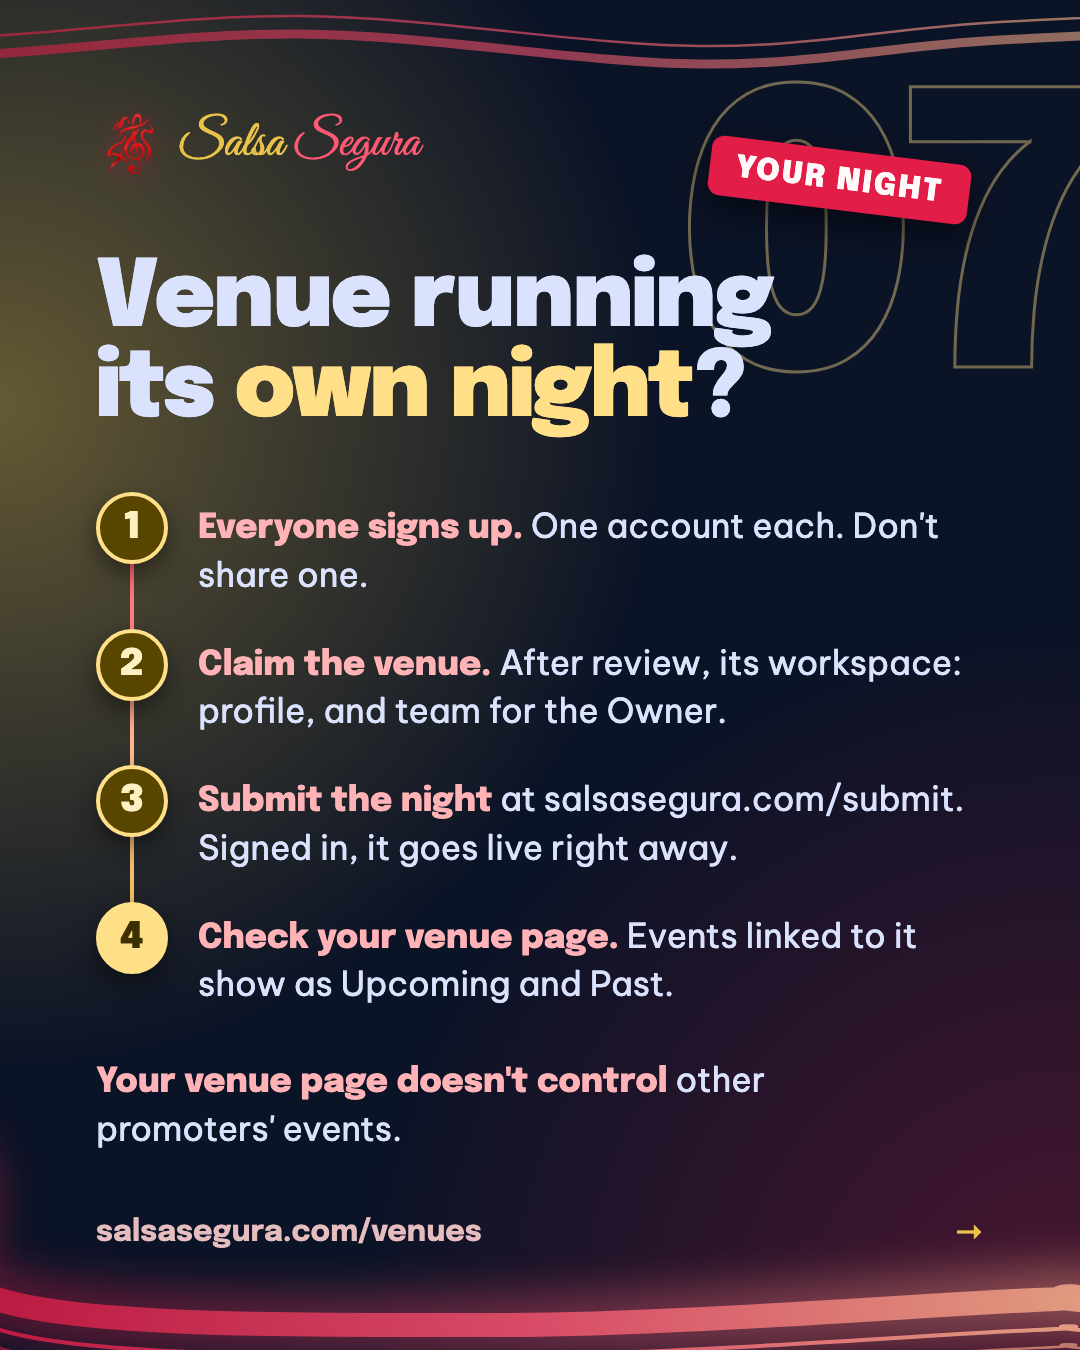 Salsa Segura
07
YOUR NIGHT
Venue running
its own night?
1
Everyone signs up. One account each. Don't
share one.
2
Claim the venue. After review, its workspace:
profile, and team for the Owner.
3
Submit the night at salsasegura.com/submit.
Signed in, it goes live right away.
4
Check your venue page. Events linked to it
show as Upcoming and Past.
Your venue page doesn't control other
promoters' events.
salsasegura.com/venues →